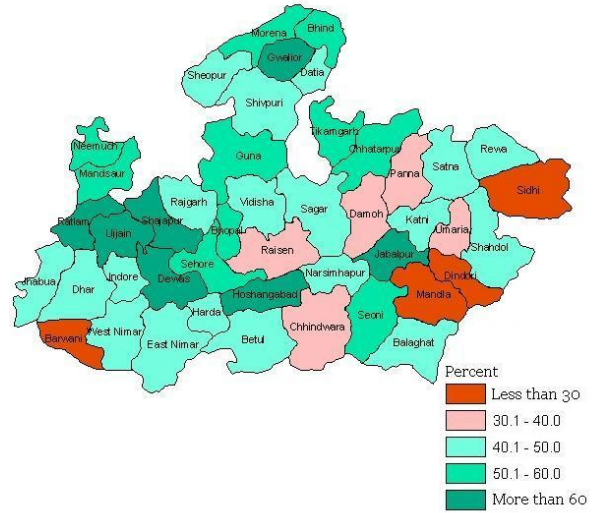 Morena
Bhind
Gwalior
Sheopur
Datia
Shivpuri
Tikamgarh
Chhatarpur
Neemuch
Guna
Panna
Satna
Rewa
Mandsaur
Sidhi
Rajgarh
Vidisha
Sagar
Damoh
Ratlam
Shajapur
Katni
Umaria
Ujjain
Bhopal
Raisen
Jabalpur
Shahdol
Jhabua
Indore
Dewas
Sehore
Narsimhapur
Dindori
Dhar
Hoshangabad
Mandla
Harda
Chhindwara
Seoni
Barwani
West Nimar
East Nimar
Betul
Balaghat
Percent
Less than 30
30.1 - 40.0
40.1 - 50.0
50.1 - 60.0
More than 60